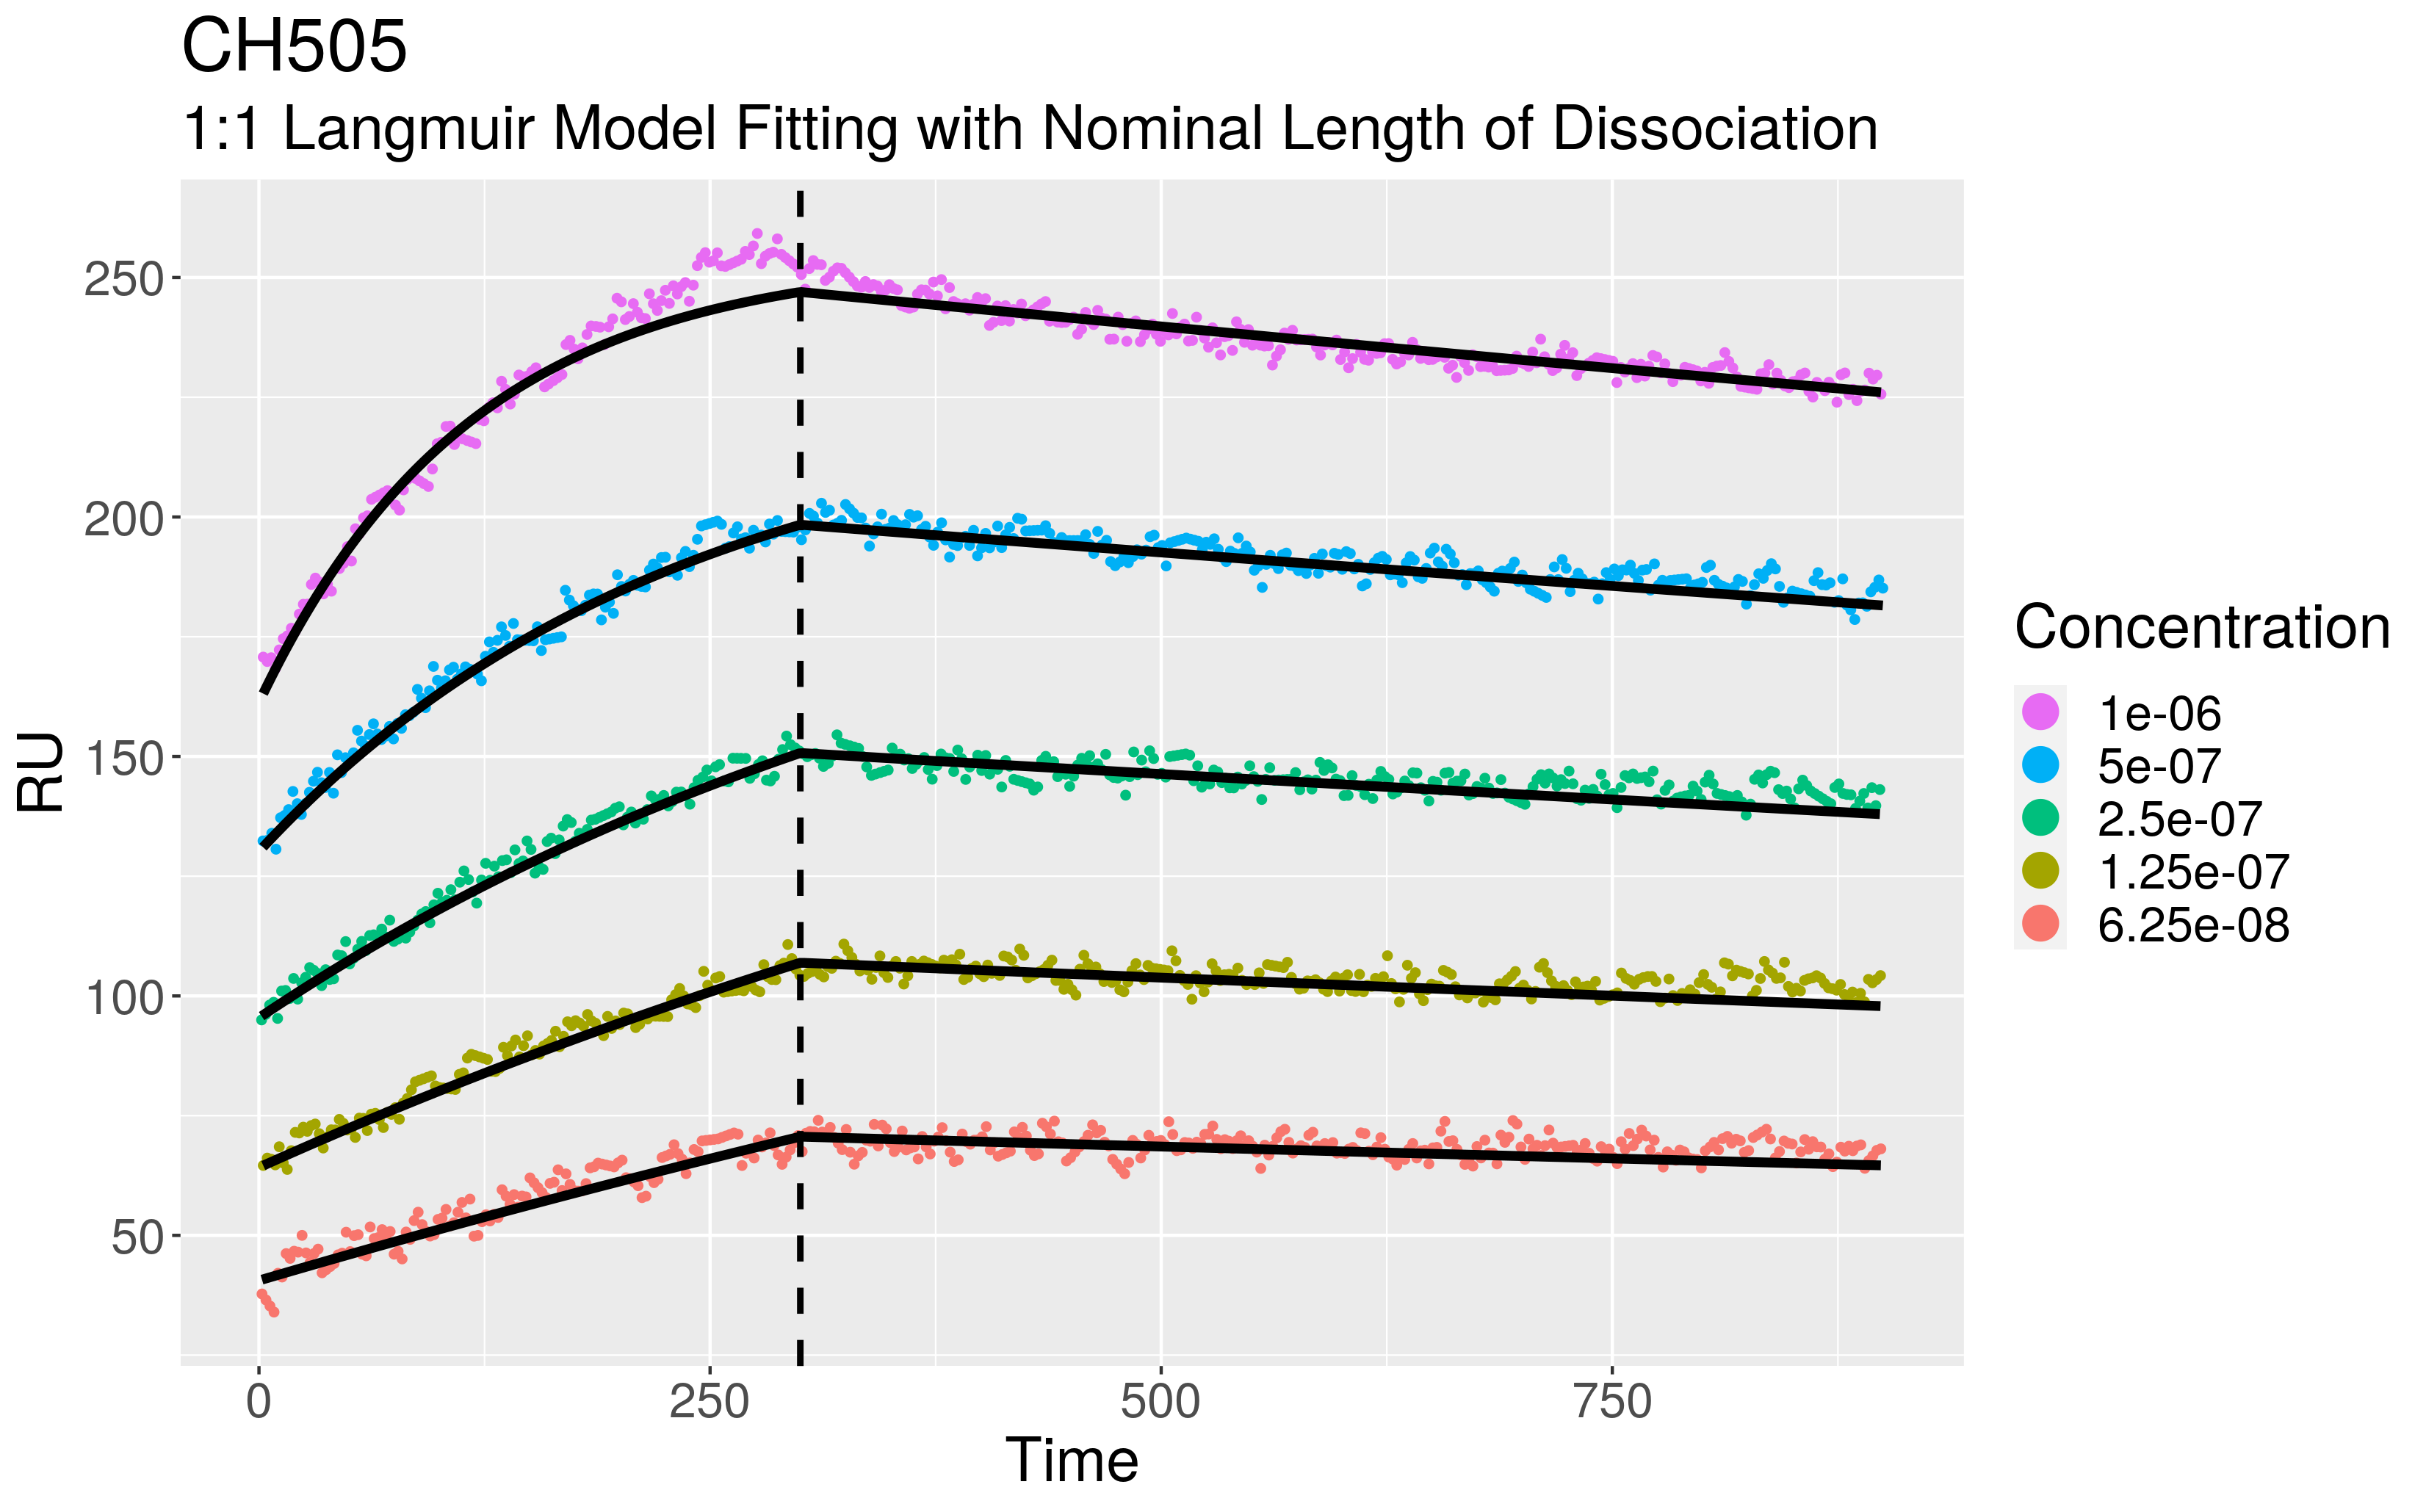 CH505
1:1 Langmuir Model Fitting with Nominal Length of Dissociation
RU
250
200
150
100
50
0 250 500 750
Time
Concentration
1e-06
5e-07
2.5e-07
1.25e-07
6.25e-08